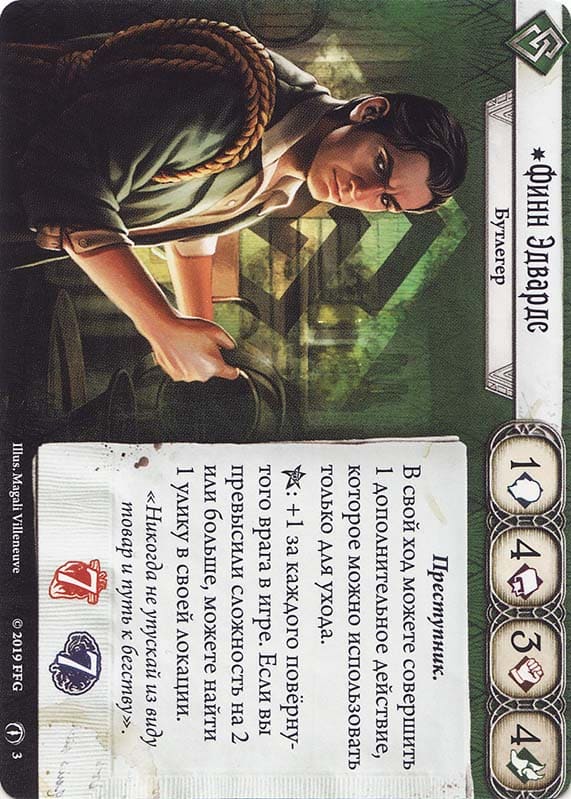 *Финн Эдвардс
Бутлегер
1 4 3 4
Преступник.
В свой ход можете совершить
1 дополнительное действие,
которое можно использовать
только для ухода.
: +1 за каждого повёрну-
того врага в игре. Если вы
превысили сложность на 2
или больше, можете найти
1 улику в своей локации.
«Никогда не упускай из виду
товар и путь к бегству».
7 7
Illus. Magali Villeneuve © 2019 FFG 3